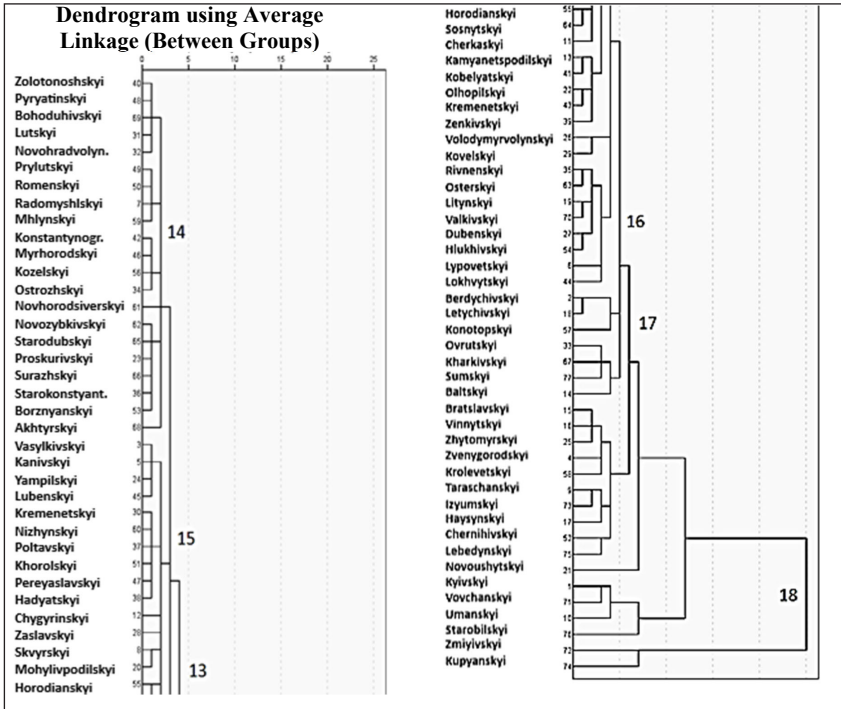 Dendrogram using Average
Linkage (Between Groups)
0 5 10 15 20 25
Zolotonoshskyi 40
Pyryatinskyi 48
Bohoduhivskyi 69
Lutskyi 31
Novohradvolyn. 32
Prylutskyi 49
Romenskyi 50
Radomyshlskyi 7
Mhlynskyi 59
Konstantynogr. 42
Myrhorodskyi 46
Kozelskyi 56
Ostrozhskyi 34
Novhorodsiverskyi 61
Novozybkivskyi 62
Starodubskyi 65
Proskurivskyi 23
Surazhskyi 66
Starokonstyant. 36
Borznyanskyi 53
Akhtyrskyi 68
Vasylkivskyi 3
Kanivskyi 5
Yampilskyi 24
Lubenskyi 45
Kremenetskyi 30
Nizhynskyi 60
Poltavskyi 37
Khorolskyi 51
Pereyaslavskyi 47
Hadyatskyi 38
Chygyrinskyi 12
Zaslavskyi 28
Skvyrskyi 8
Mohylivpodilskyi 20
Horodianskyi 55
14
15
13
Horodianskyi 55
Sosnytskyi 64
Cherkaskyi 11
Kamyanetspodilskyi 13
Kobelyatskyi 41
Olhopilskyi 22
Kremenetskyi 43
Zenkivskyi 39
Volodymyrvolynskyi 26
Kovelskyi 29
Rivnenskyi 35
Osterskyi 63
Litynskyi 19
Valkivskyi 70
Dubenskyi 27
Hlukhivskyi 54
Lypovetskyi 6
Lokhvytskyi 44
Berdychivskyi 2
Letychivskyi 18
Konotopskyi 57
Ovrutskyi 33
Kharkivskyi 67
Sumskyi 77
Baltskyi 14
Bratslavskyi 15
Vinnytskyi 16
Zhytomyrskyi 25
Zvenygorodskyi 4
Krolevetskyi 58
Taraschanskyi 9
Izyumskyi 73
Haysynskyi 17
Chernihivskyi 52
Lebedynskyi 75
Novoushytskyi 21
Kyivskyi 1
Vovchanskyi 71
Umanskyi 10
Starobilskyi 76
Zmiyivskyi 72
Kupyanskyi 74
16
17
18